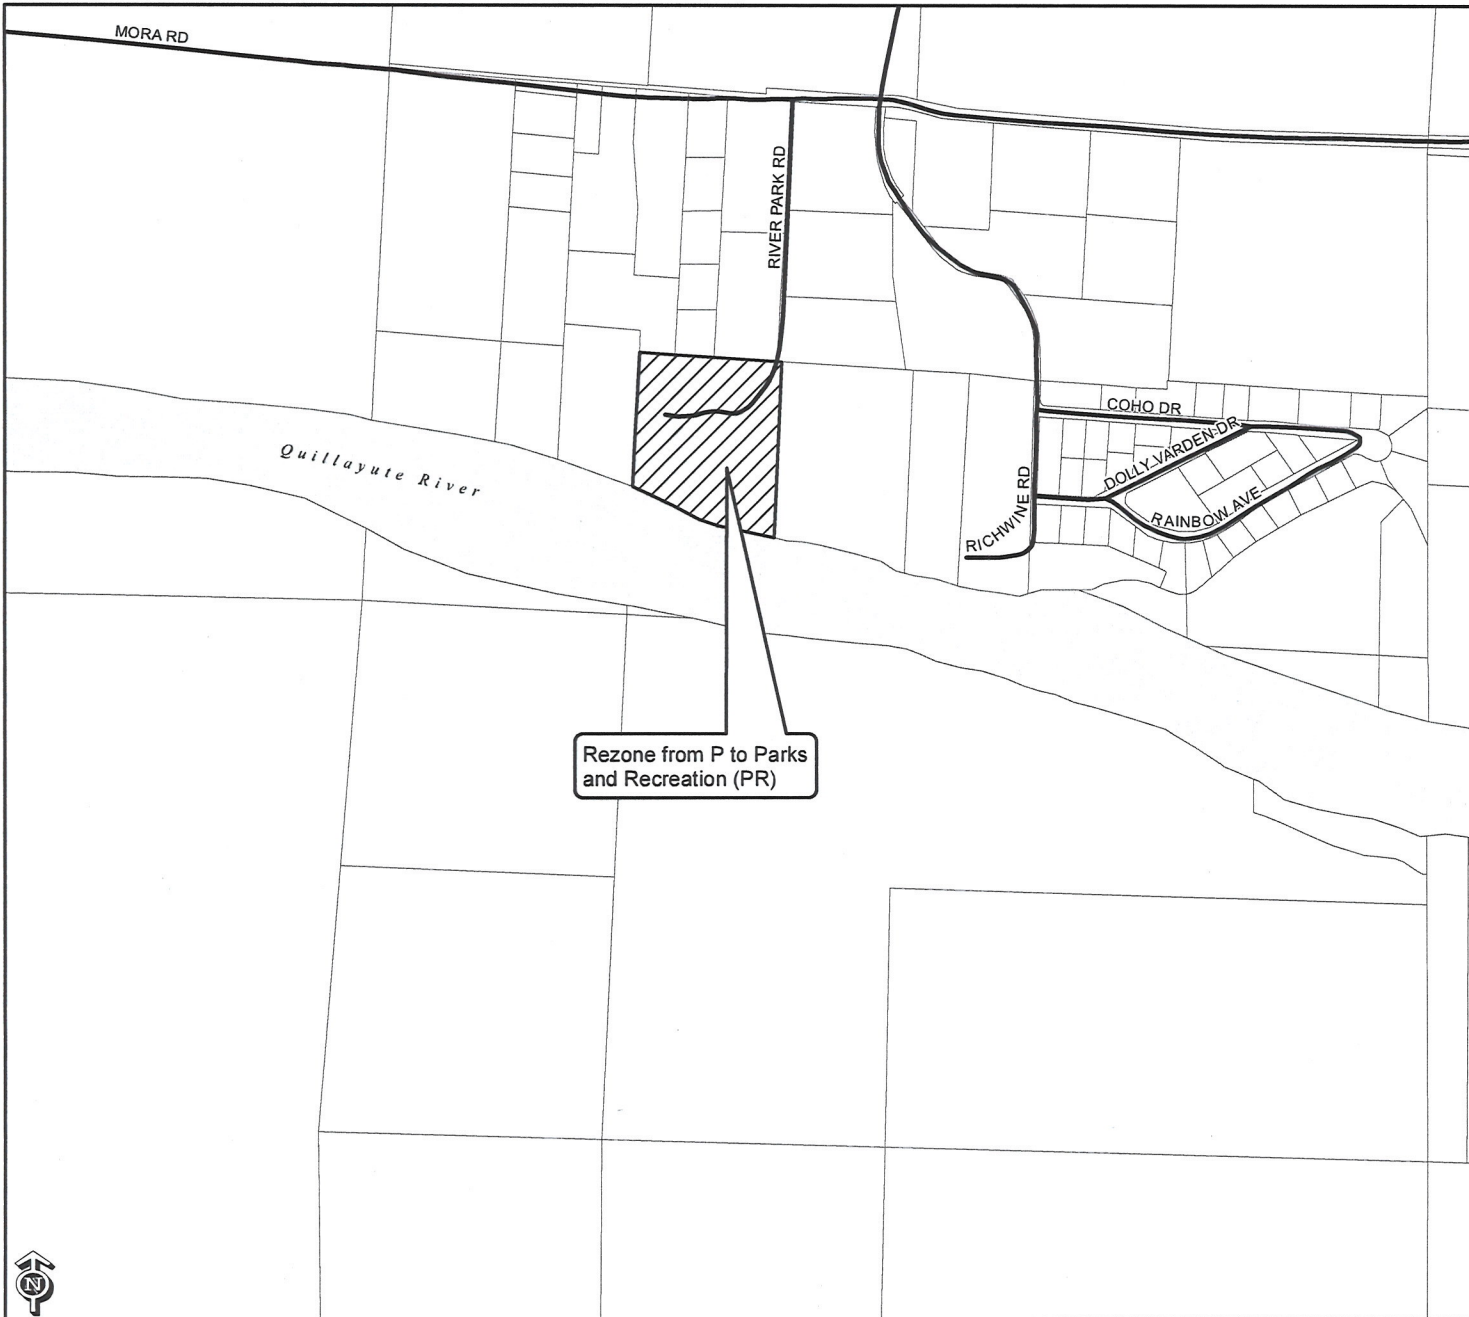 MORA RD
RIVER PARK RD
COHO DR
DOLLY VARDEN DR
Quillayute River
RAINBOW AVE
RICHWINE RD
Rezone from P to Parks
and Recreation (PR)
N